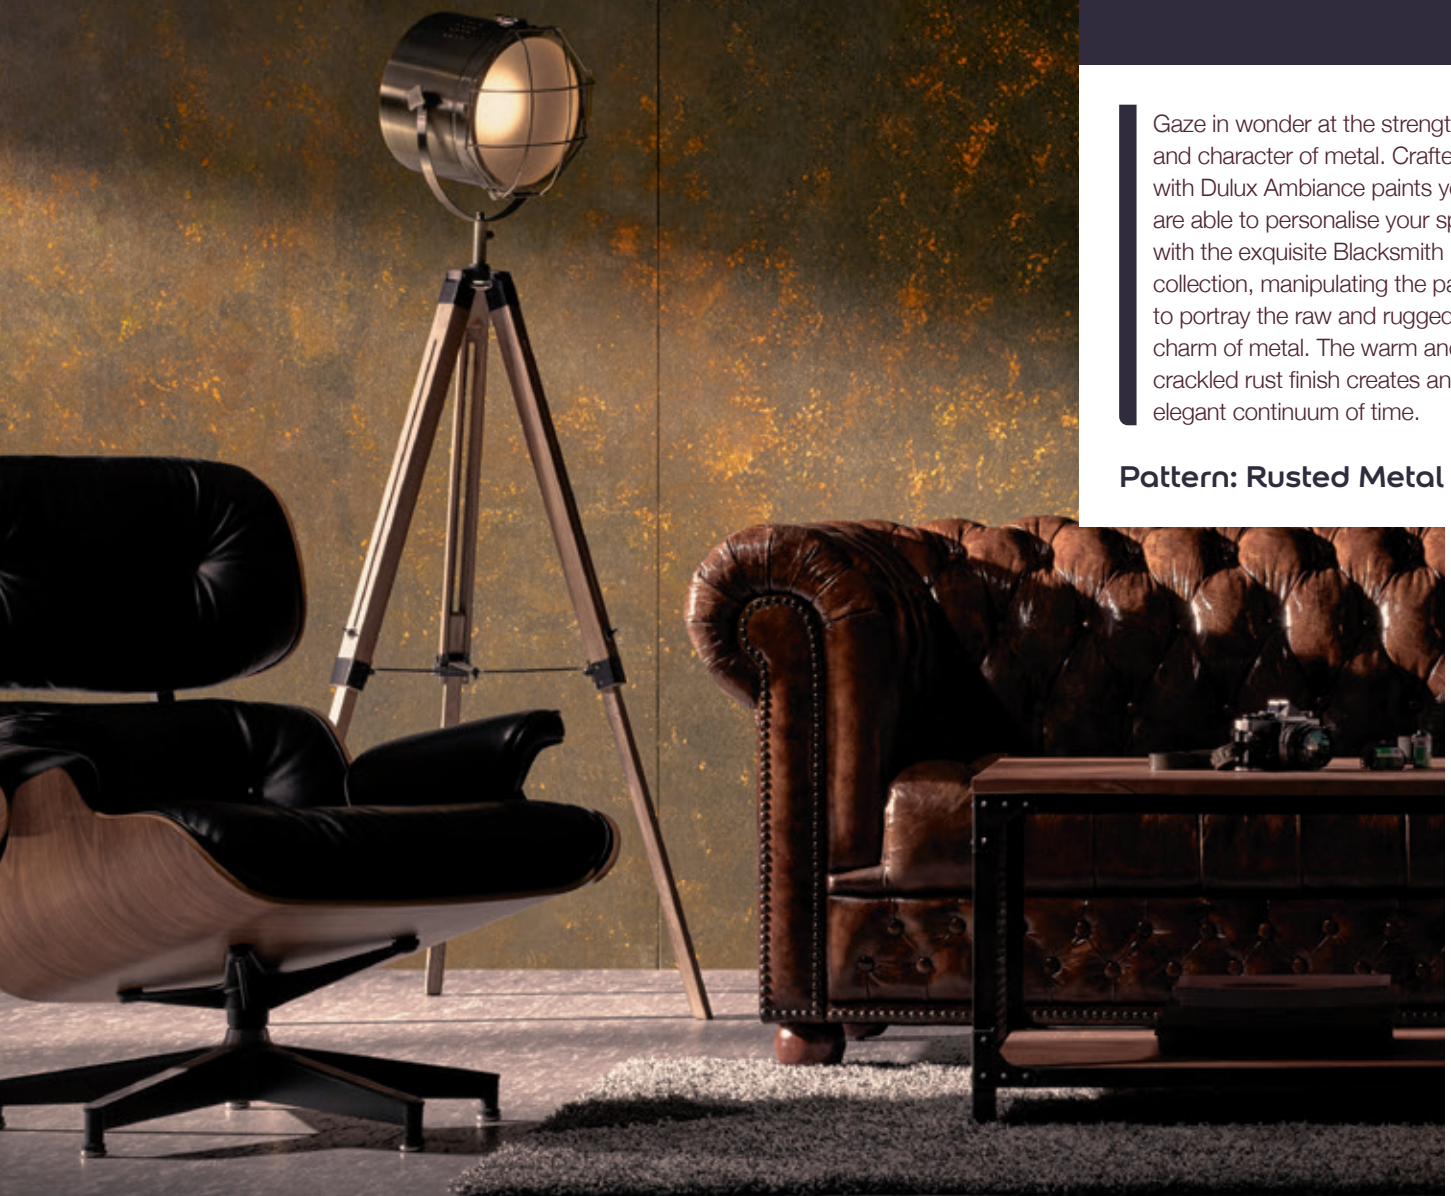 Gaze in wonder at the strengt
and character of metal. Crafte
with Dulux Ambiance paints y
are able to personalise your sp
with the exquisite Blacksmith
collection, manipulating the pa
to portray the raw and rugged
charm of metal. The warm and
crackled rust finish creates an
elegant continuum of time.
Pattern: Rusted Metal